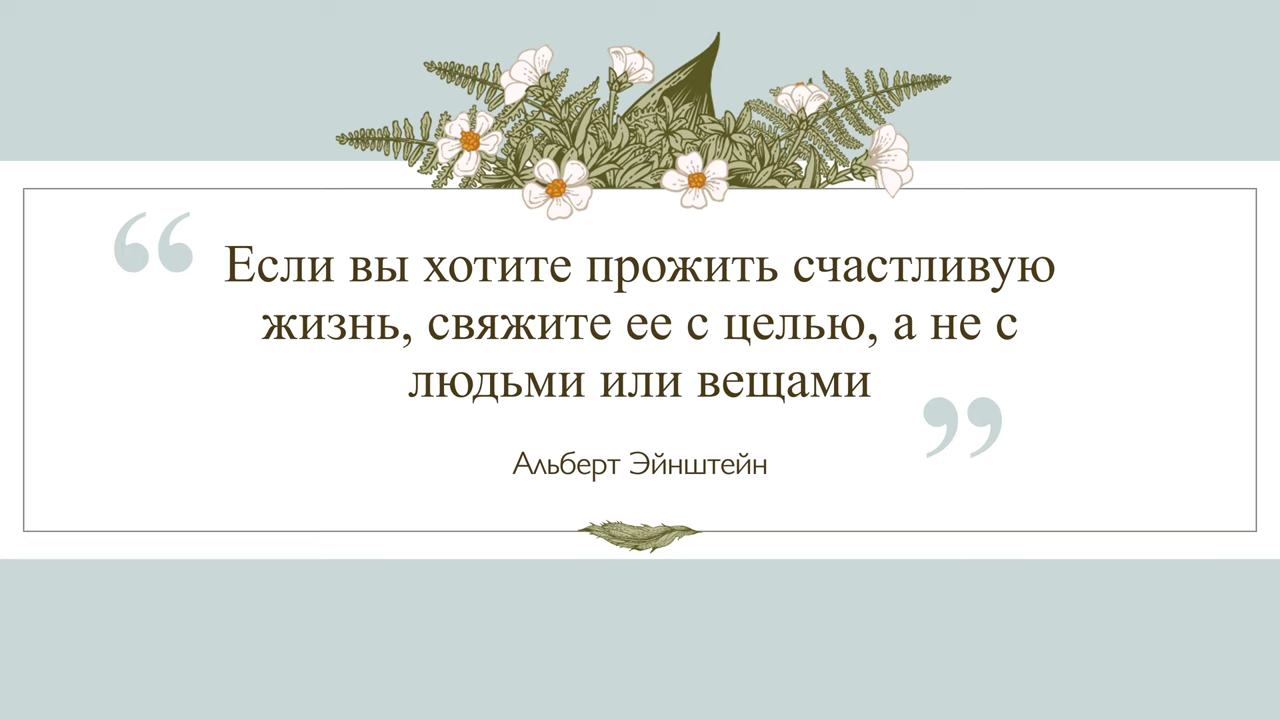 Если вы хотите прожить счастливую
жизнь, свяжите ее с целью, а не с
людьми или вещами
Альберт Эйнштейн